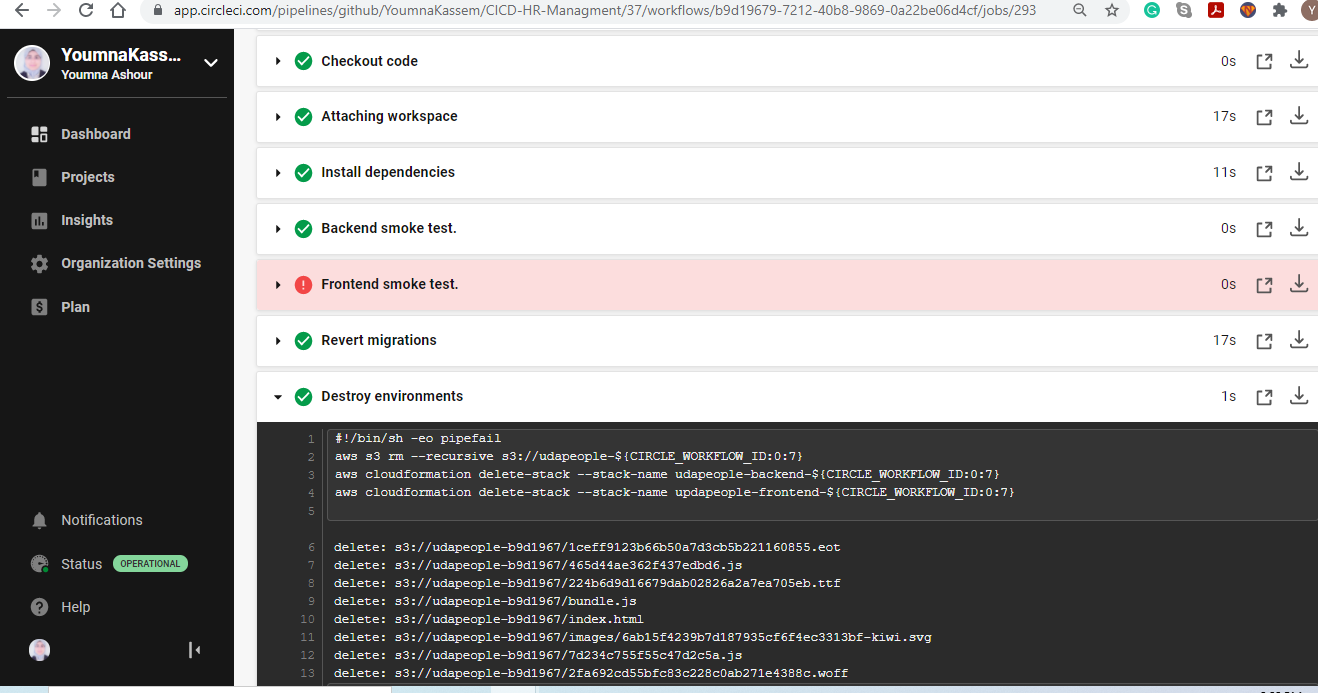 app.circleci.com/pipelines/github/YoumnaKassem/CICD-HR-Managment/37/workflows/b9d19679-7212-40b8-9869-0a22be06d4cf/jobs/293
Y
YoumnaKass...
Youmna Ashour
Dashboard
Projects
Insights
Organization Settings
Plan
Notifications
Status OPERATIONAL
Help
Checkout code 0s
Attaching workspace 17s
Install dependencies 11s
Backend smoke test. 0s
Frontend smoke test. 0s
Revert migrations 17s
Destroy environments 1s
1 #!/bin/sh -eo pipefail
2 aws s3 rm --recursive s3://udapeople-${CIRCLE_WORKFLOW_ID:0:7}
3 aws cloudformation delete-stack --stack-name udapeople-backend-${CIRCLE_WORKFLOW_ID:0:7}
4 aws cloudformation delete-stack --stack-name updapeople-frontend-${CIRCLE_WORKFLOW_ID:0:7}
5
6 delete: s3://udapeople-b9d1967/1ceff9123b66b50a7d3cb5b221160855.eot
7 delete: s3://udapeople-b9d1967/465d44ae362f437edbd6.js
8 delete: s3://udapeople-b9d1967/224b6d9d16679dab02826a2a7ea705eb.ttf
9 delete: s3://udapeople-b9d1967/bundle.js
10 delete: s3://udapeople-b9d1967/index.html
11 delete: s3://udapeople-b9d1967/images/6ab15f4239b7d187935cf6f4ec3313bf-kiwi.svg
12 delete: s3://udapeople-b9d1967/7d234c755f55c47d2c5a.js
13 delete: s3://udapeople-b9d1967/2fa692cd55bfc83c228c0ab271e4388c.woff